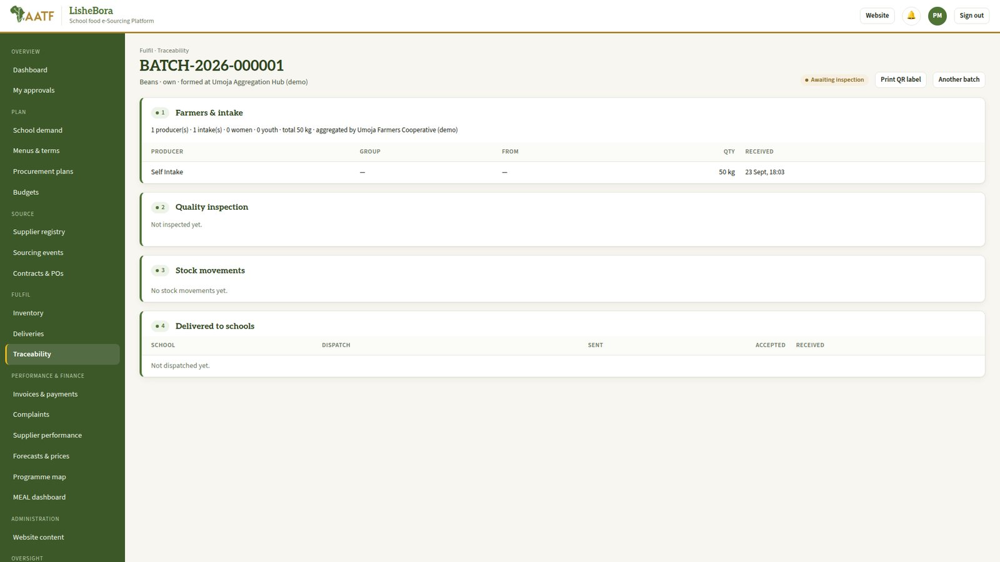 AATF
LisheBora
School food e-Sourcing Platform
Website
PM
Sign out
OVERVIEW
Dashboard
My approvals
PLAN
School demand
Menus & terms
Procurement plans
Budgets
SOURCE
Supplier registry
Sourcing events
Contracts & POs
FULFIL
Inventory
Deliveries
Traceability
PERFORMANCE & FINANCE
Invoices & payments
Complaints
Supplier performance
Forecasts & prices
Programme map
MEAL dashboard
ADMINISTRATION
Website content
OVERSIGHT
Fulfil · Traceability
BATCH-2026-000001
Beans · own · formed at Umoja Aggregation Hub (demo)
Awaiting inspection
Print QR label
Another batch
1 Farmers & intake
1 producer(s) · 1 intake(s) · 0 women · 0 youth · total 50 kg · aggregated by Umoja Farmers Cooperative (demo)
PRODUCER GROUP FROM QTY RECEIVED
Self Intake — — 50 kg 23 Sept, 18:03
2 Quality inspection
Not inspected yet.
3 Stock movements
No stock movements yet.
4 Delivered to schools
SCHOOL DISPATCH SENT ACCEPTED RECEIVED
Not dispatched yet.